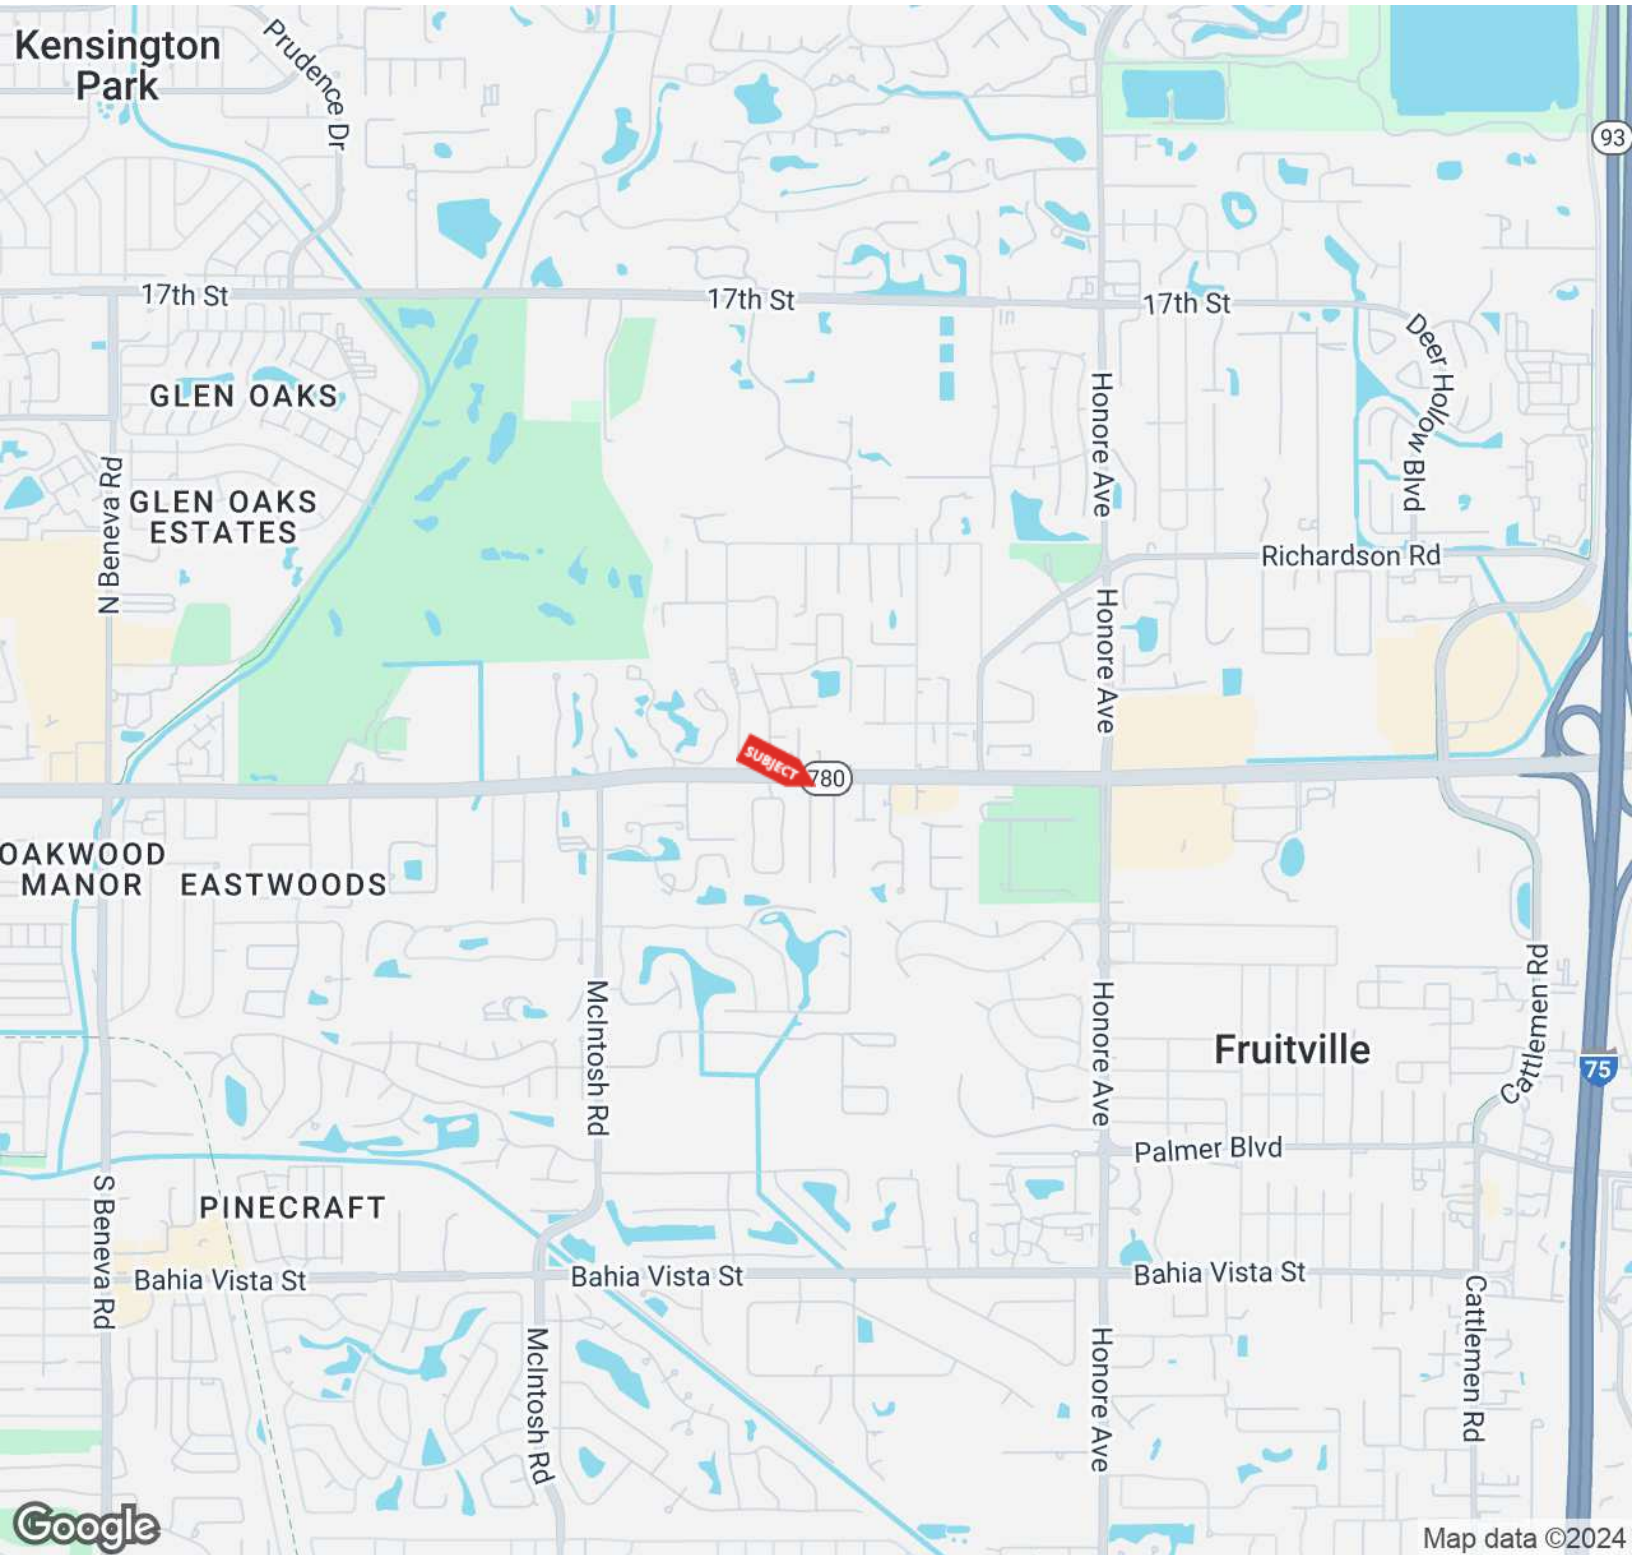 Kensington
Park
Prudence Dr
93
17th St
17th St
17th St
Deer Hollow Blvd
GLEN OAKS
Honore Ave
N Beneva Rd
GLEN OAKS
ESTATES
Richardson Rd
Honore Ave
SUBJECT
780
OAKWOOD
MANOR
EASTWOODS
Cattlemen Rd
McIntosh Rd
Honore Ave
Fruitville
75
Palmer Blvd
S Beneva Rd
PINECRAFT
Bahia Vista St
Bahia Vista St
Bahia Vista St
Cattlemen Rd
McIntosh Rd
Honore Ave
Google
Map data ©2024